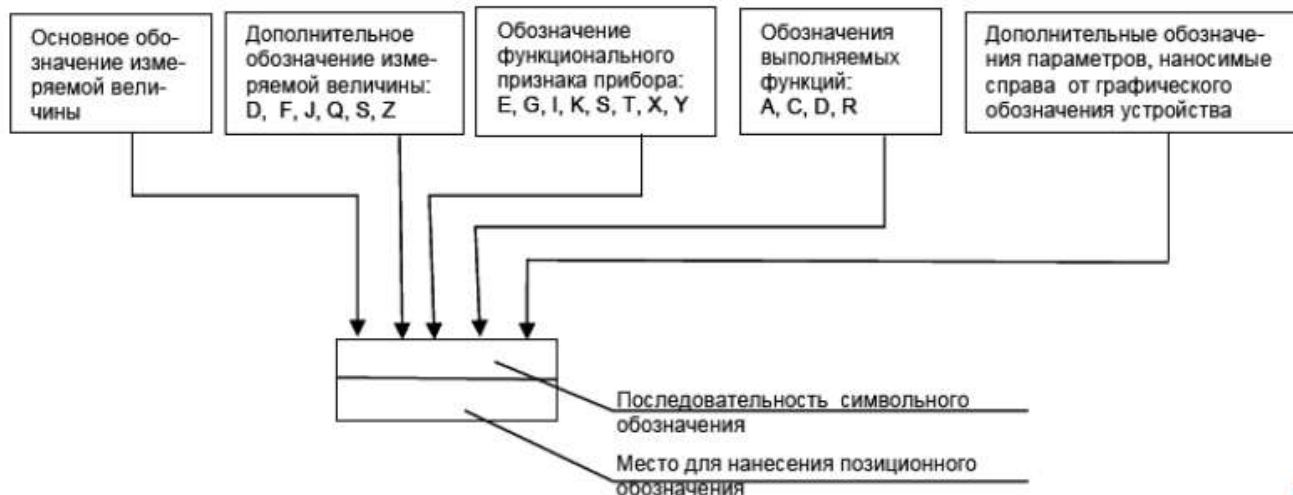 Основное обо-
значение изме-
ряемой вели-
чины
Дополнительное
обозначение изме-
ряемой величины:
D, F, J, Q, S, Z
Обозначение
функционального
признака прибора:
E, G, I, K, S, T, X, Y
Обозначения
выполняемых
функций:
A, C, D, R
Дополнительные обозначе-
ния параметров, наносимые
справа от графического
обозначения устройства
Последовательность символьного
обозначения
Место для нанесения позиционного
обозначения